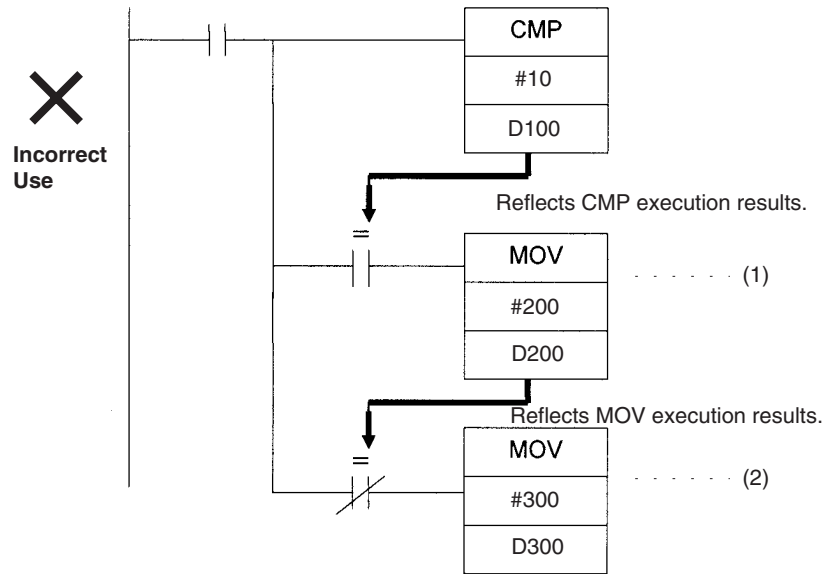 CMP
#10
D100
Incorrect
Use
Reflects CMP execution results.
=
MOV
(1)
#200
D200
Reflects MOV execution results.
=
MOV
(2)
#300
D300